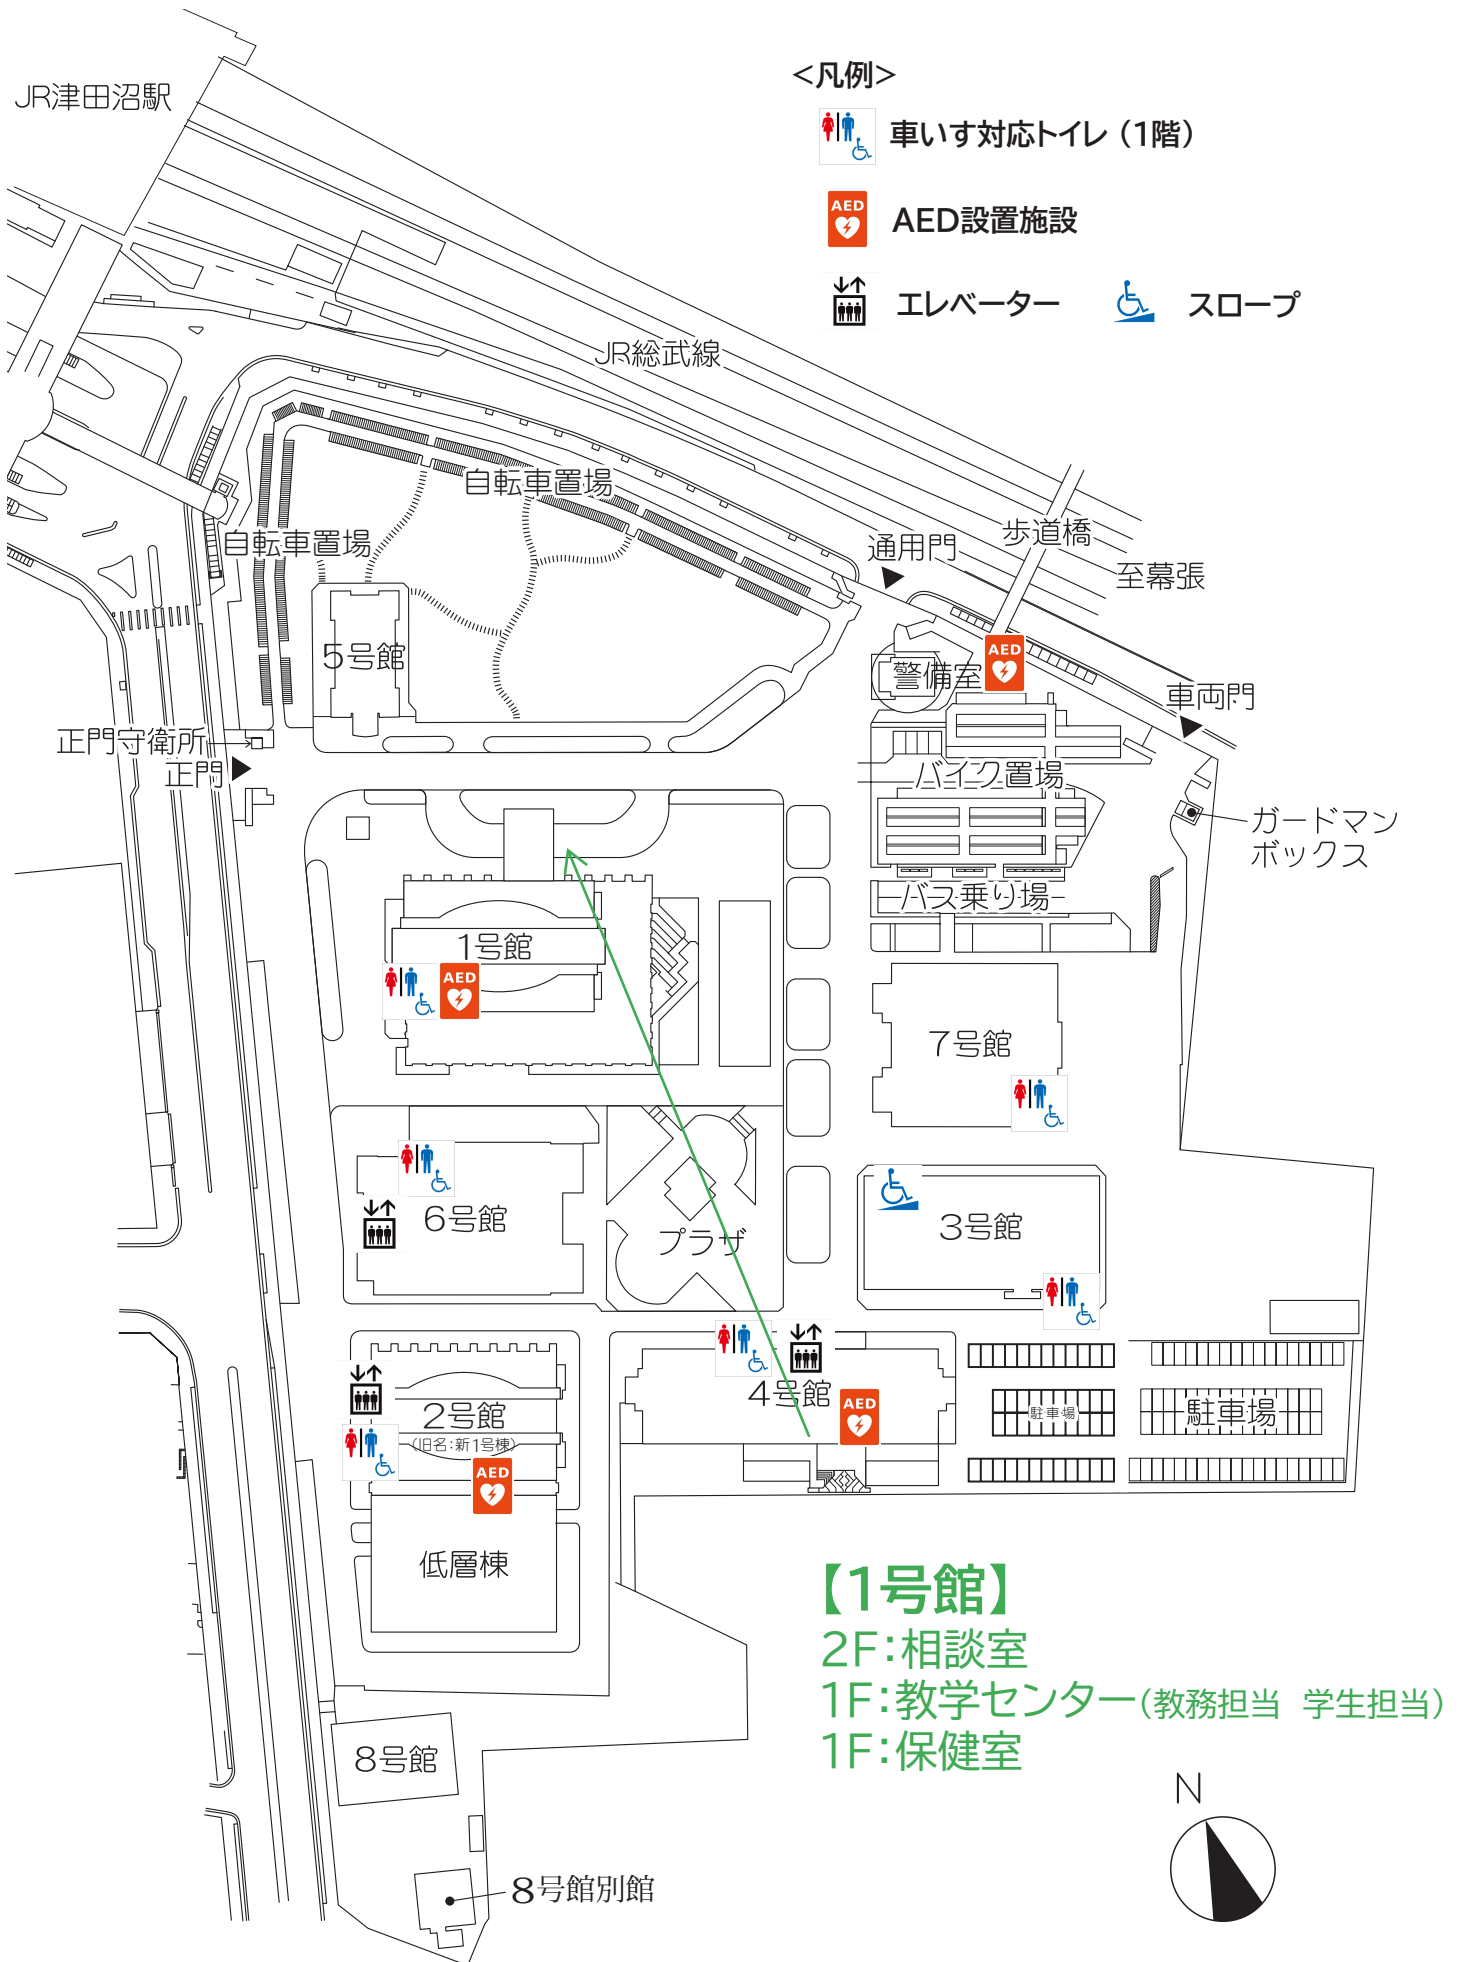 JR津田沼駅
<凡例>
車いす対応トイレ（1階）
AED
AED設置施設
エレベーター
スロープ
JR総武線
自転車置場
自転車置場
通用門
歩道橋
至幕張
5号館
警備室
AED
車両門
正門守衛所
正門
バイク置場
ガードマン
ボックス
バス乗り場
1号館
AED
7号館
6号館
プラザ
3号館
4号館
AED
2号館
(旧名：新1号棟)
AED
駐車場
駐車場
低層棟
【1号館】
2F：相談室
1F：教学センター（教務担当　学生担当）
1F：保健室
8号館
N
8号館別館